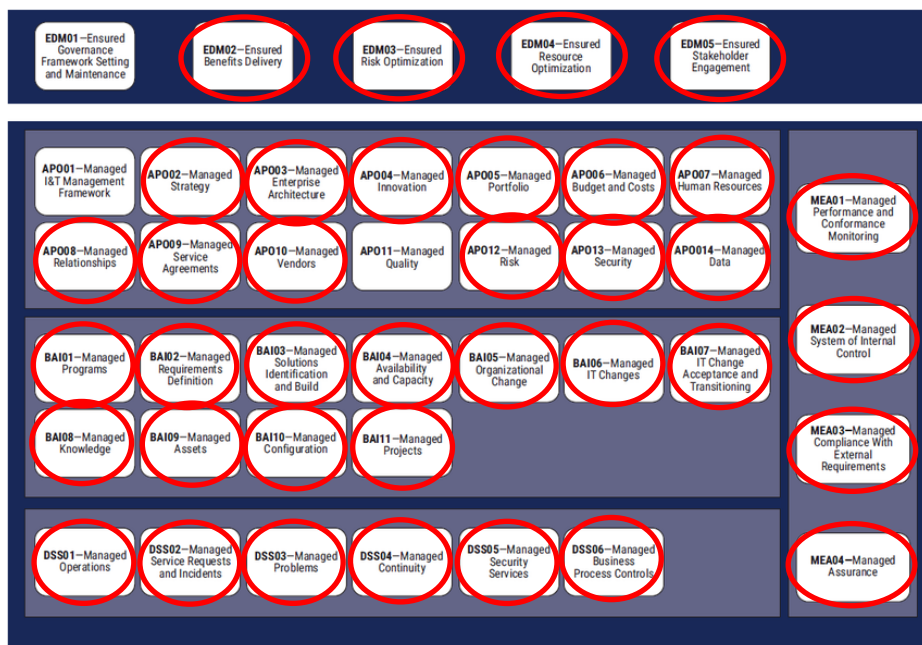 EDM01—Ensured
Governance
Framework Setting
and Maintenance
EDM02—Ensured
Benefits Delivery
EDM03—Ensured
Risk Optimization
EDM04—Ensured
Resource
Optimization
EDM05—Ensured
Stakeholder
Engagement
APO01—Managed
I&T Management
Framework
APO02—Managed
Strategy
APO03—Managed
Enterprise
Architecture
APO04—Managed
Innovation
APO05—Managed
Portfolio
APO06—Managed
Budget and Costs
APO07—Managed
Human Resources
APO08—Managed
Relationships
APO09—Managed
Service
Agreements
APO10—Managed
Vendors
APO11—Managed
Quality
APO12—Managed
Risk
APO13—Managed
Security
APO014—Managed
Data
BAI01—Managed
Programs
BAI02—Managed
Requirements
Definition
BAI03—Managed
Solutions
Identification
and Build
BAI04—Managed
Availability
and Capacity
BAI05—Managed
Organizational
Change
BAI06—Managed
IT Changes
BAI07—Managed
IT Change
Acceptance and
Transitioning
BAI08—Managed
Knowledge
BAI09—Managed
Assets
BAI10—Managed
Configuration
BAI11—Managed
Projects
DSS01—Managed
Operations
DSS02—Managed
Service Requests
and Incidents
DSS03—Managed
Problems
DSS04—Managed
Continuity
DSS05—Managed
Security
Services
DSS06—Managed
Business
Process Controls
MEA01—Managed
Performance and
Conformance
Monitoring
MEA02—Managed
System of Internal
Control
MEA03—Managed
Compliance With
External
Requirements
MEA04—Managed
Assurance